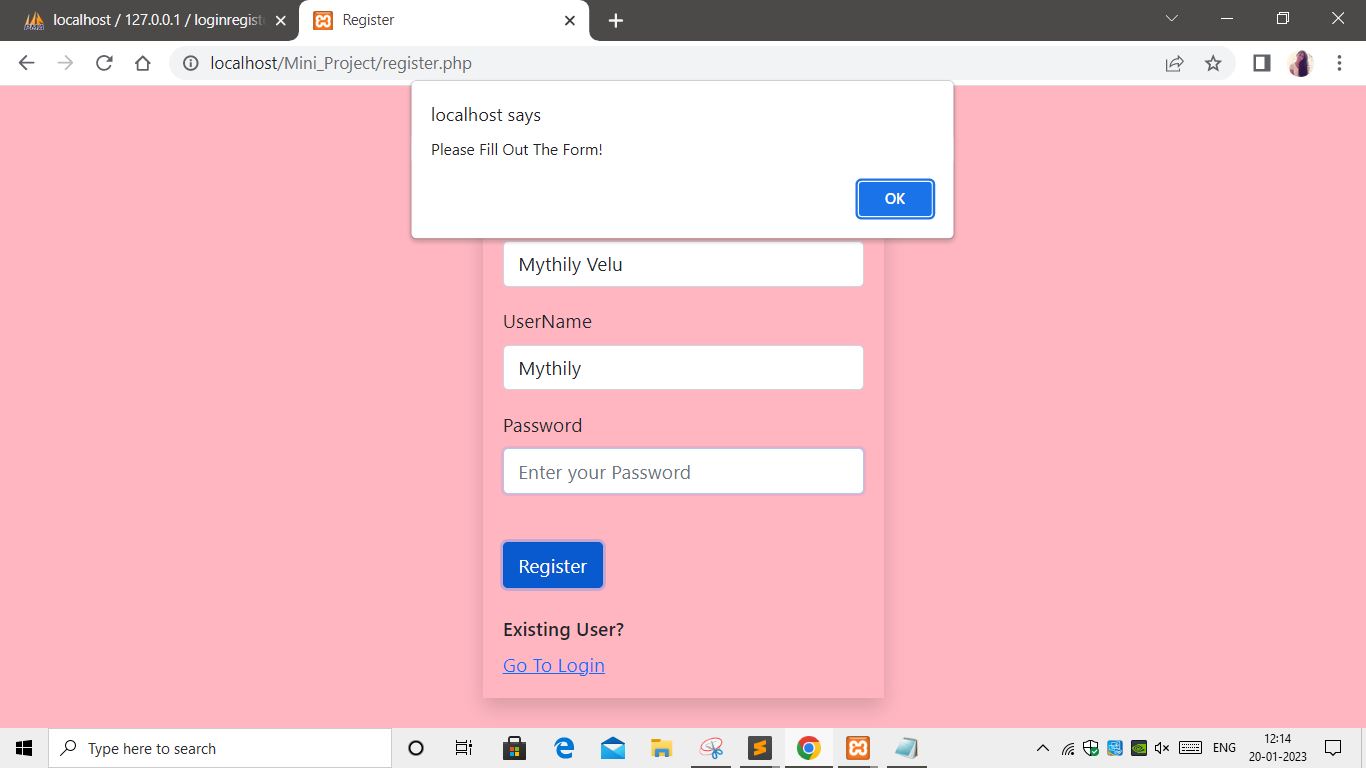 localhost / 127.0.0.1 / loginregist
Register
localhost/Mini_Project/register.php
localhost says
Please Fill Out The Form!
OK
Mythily Velu
UserName
Mythily
Password
Enter your Password
Register
Existing User?
Go To Login
Type here to search
ENG
12:14
20-01-2023